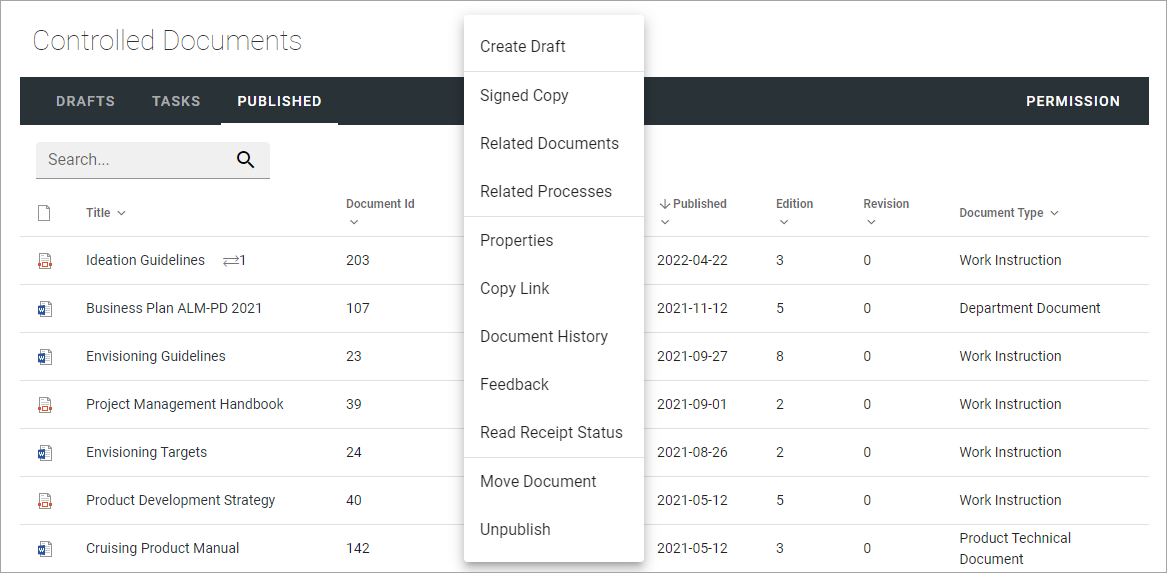 Controlled Documents
DRAFTS TASKS PUBLISHED PERMISSION
Search...
Create Draft
Signed Copy
Related Documents
Related Processes
Properties
Copy Link
Document History
Feedback
Read Receipt Status
Move Document
Unpublish
Title Document Id Published Edition Revision Document Type
Ideation Guidelines 1 203 2022-04-22 3 0 Work Instruction
Business Plan ALM-PD 2021 107 2021-11-12 5 0 Department Document
Envisioning Guidelines 23 2021-09-27 8 0 Work Instruction
Project Management Handbook 39 2021-09-01 2 0 Work Instruction
Envisioning Targets 24 2021-08-26 2 0 Work Instruction
Product Development Strategy 40 2021-05-12 5 0 Work Instruction
Cruising Product Manual 142 2021-05-12 3 0 Product Technical
Document